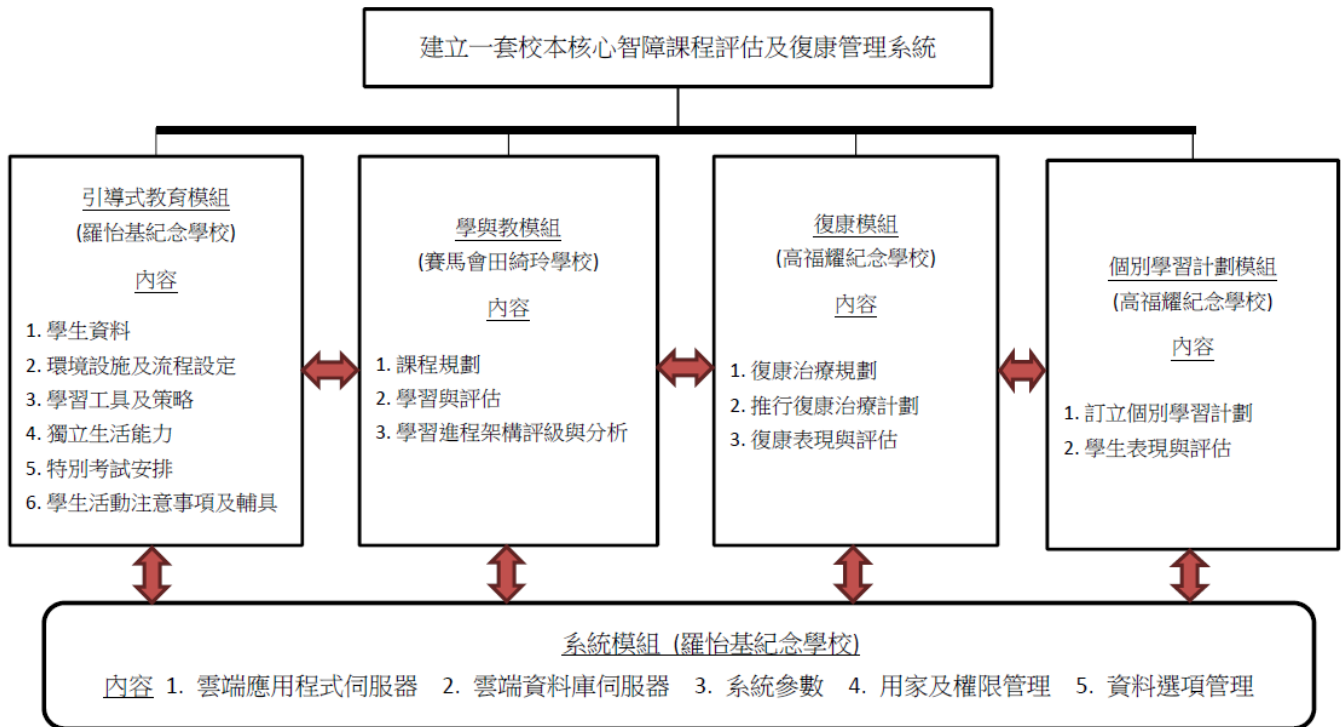 建立一套校本核心智障課程評估及復康管理系統
引導式教育模組
(羅怡基紀念學校)
內容
1. 學生資料
2. 環境設施及流程設定
3. 學習工具及策略
4. 獨立生活能力
5. 特別考試安排
6. 學生活動注意事項及輔具
學與教模組
(賽馬會田綺玲學校)
內容
1. 課程規劃
2. 學習與評估
3. 學習進程架構評級與分析
復康模組
(高福耀紀念學校)
內容
1. 復康治療規劃
2. 推行復康治療計劃
3. 復康表現與評估
個別學習計劃模組
(高福耀紀念學校)
內容
1. 訂立個別學習計劃
2. 學生表現與評估
系統模組 (羅怡基紀念學校)
內容 1. 雲端應用程式伺服器 2. 雲端資料庫伺服器 3. 系統參數 4. 用家及權限管理 5. 資料選項管理